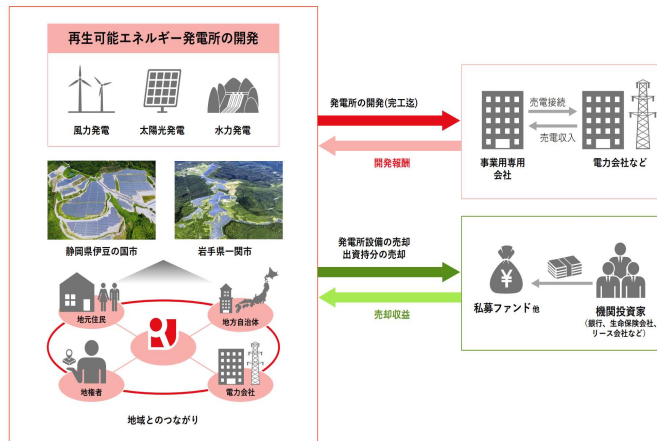 再生可能エネルギー発電所の開発
風力発電
太陽光発電
水力発電
静岡県伊豆の国市
岩手県一関市
地元住民
地方自治体
RJ
地権者
電力会社
地域とのつながり
発電所の開発(完工迄)
開発報酬
売電接続
売電収入
事業用専用
会社
電力会社など
発電所設備の売却
出資持分の売却
売却収益
¥
私募ファンド 他
機関投資家
(銀行、生命保険会社、
リース会社など)